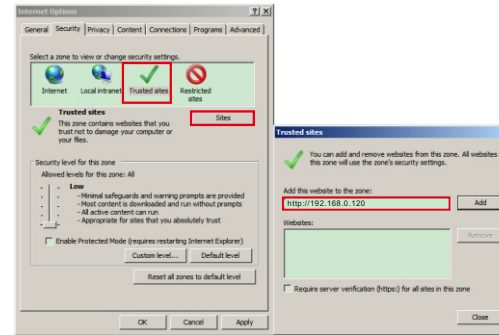 Internet Options
? X
General Security Privacy Content Connections Programs Advanced
Select a zone to view or change security settings.
Internet Local intranet Trusted sites Restricted sites
Trusted sites
Sites
This zone contains websites that you
trust not to damage your computer or
your files.
Security level for this zone
Allowed levels for this zone: All
Low
- Minimal safeguards and warning prompts are provided
- Most content is downloaded and run without prompts
- All active content can run
- Appropriate for sites that you absolutely trust
Enable Protected Mode (requires restarting Internet Explorer)
Custom level... Default level
Reset all zones to default level
OK Cancel Apply
Trusted sites
You can add and remove websites from this zone. All websites
this zone will use the zone's security settings.
Add this website to the zone:
http://192.168.0.120 Add
Websites:
Remove
Require server verification (https:) for all sites in this zone
Close